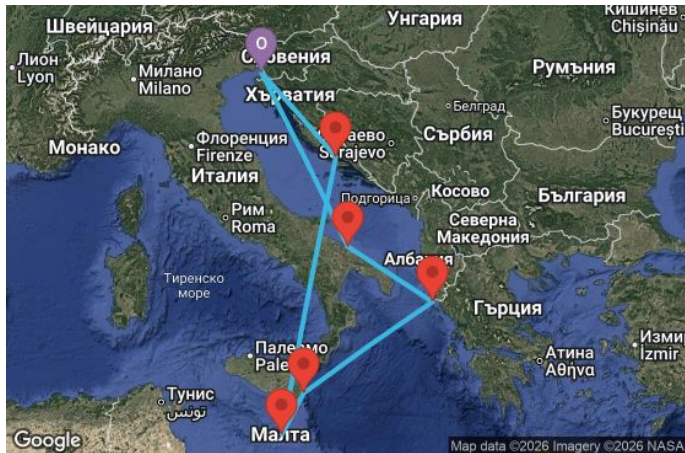 Швейцария
Унгария
Кишинев
Chișinău
Лион
Lyon
Милано
Milano
О
Словения
Хърватия
Румъния
Белград
Букурещ
București
Монако
Флоренция
Firenze
Сараево
Sarajevo
Сърбия
Италия
Подгорица
Косово
България
Рим
Roma
Северна
Македония
Албания
Тиренско
море
Гърция
Атина
Αθήνα
Измир
İzmir
Палермо
Тунис
تونس
Малта
Google
Map data ©2026 Imagery ©2026 NASA